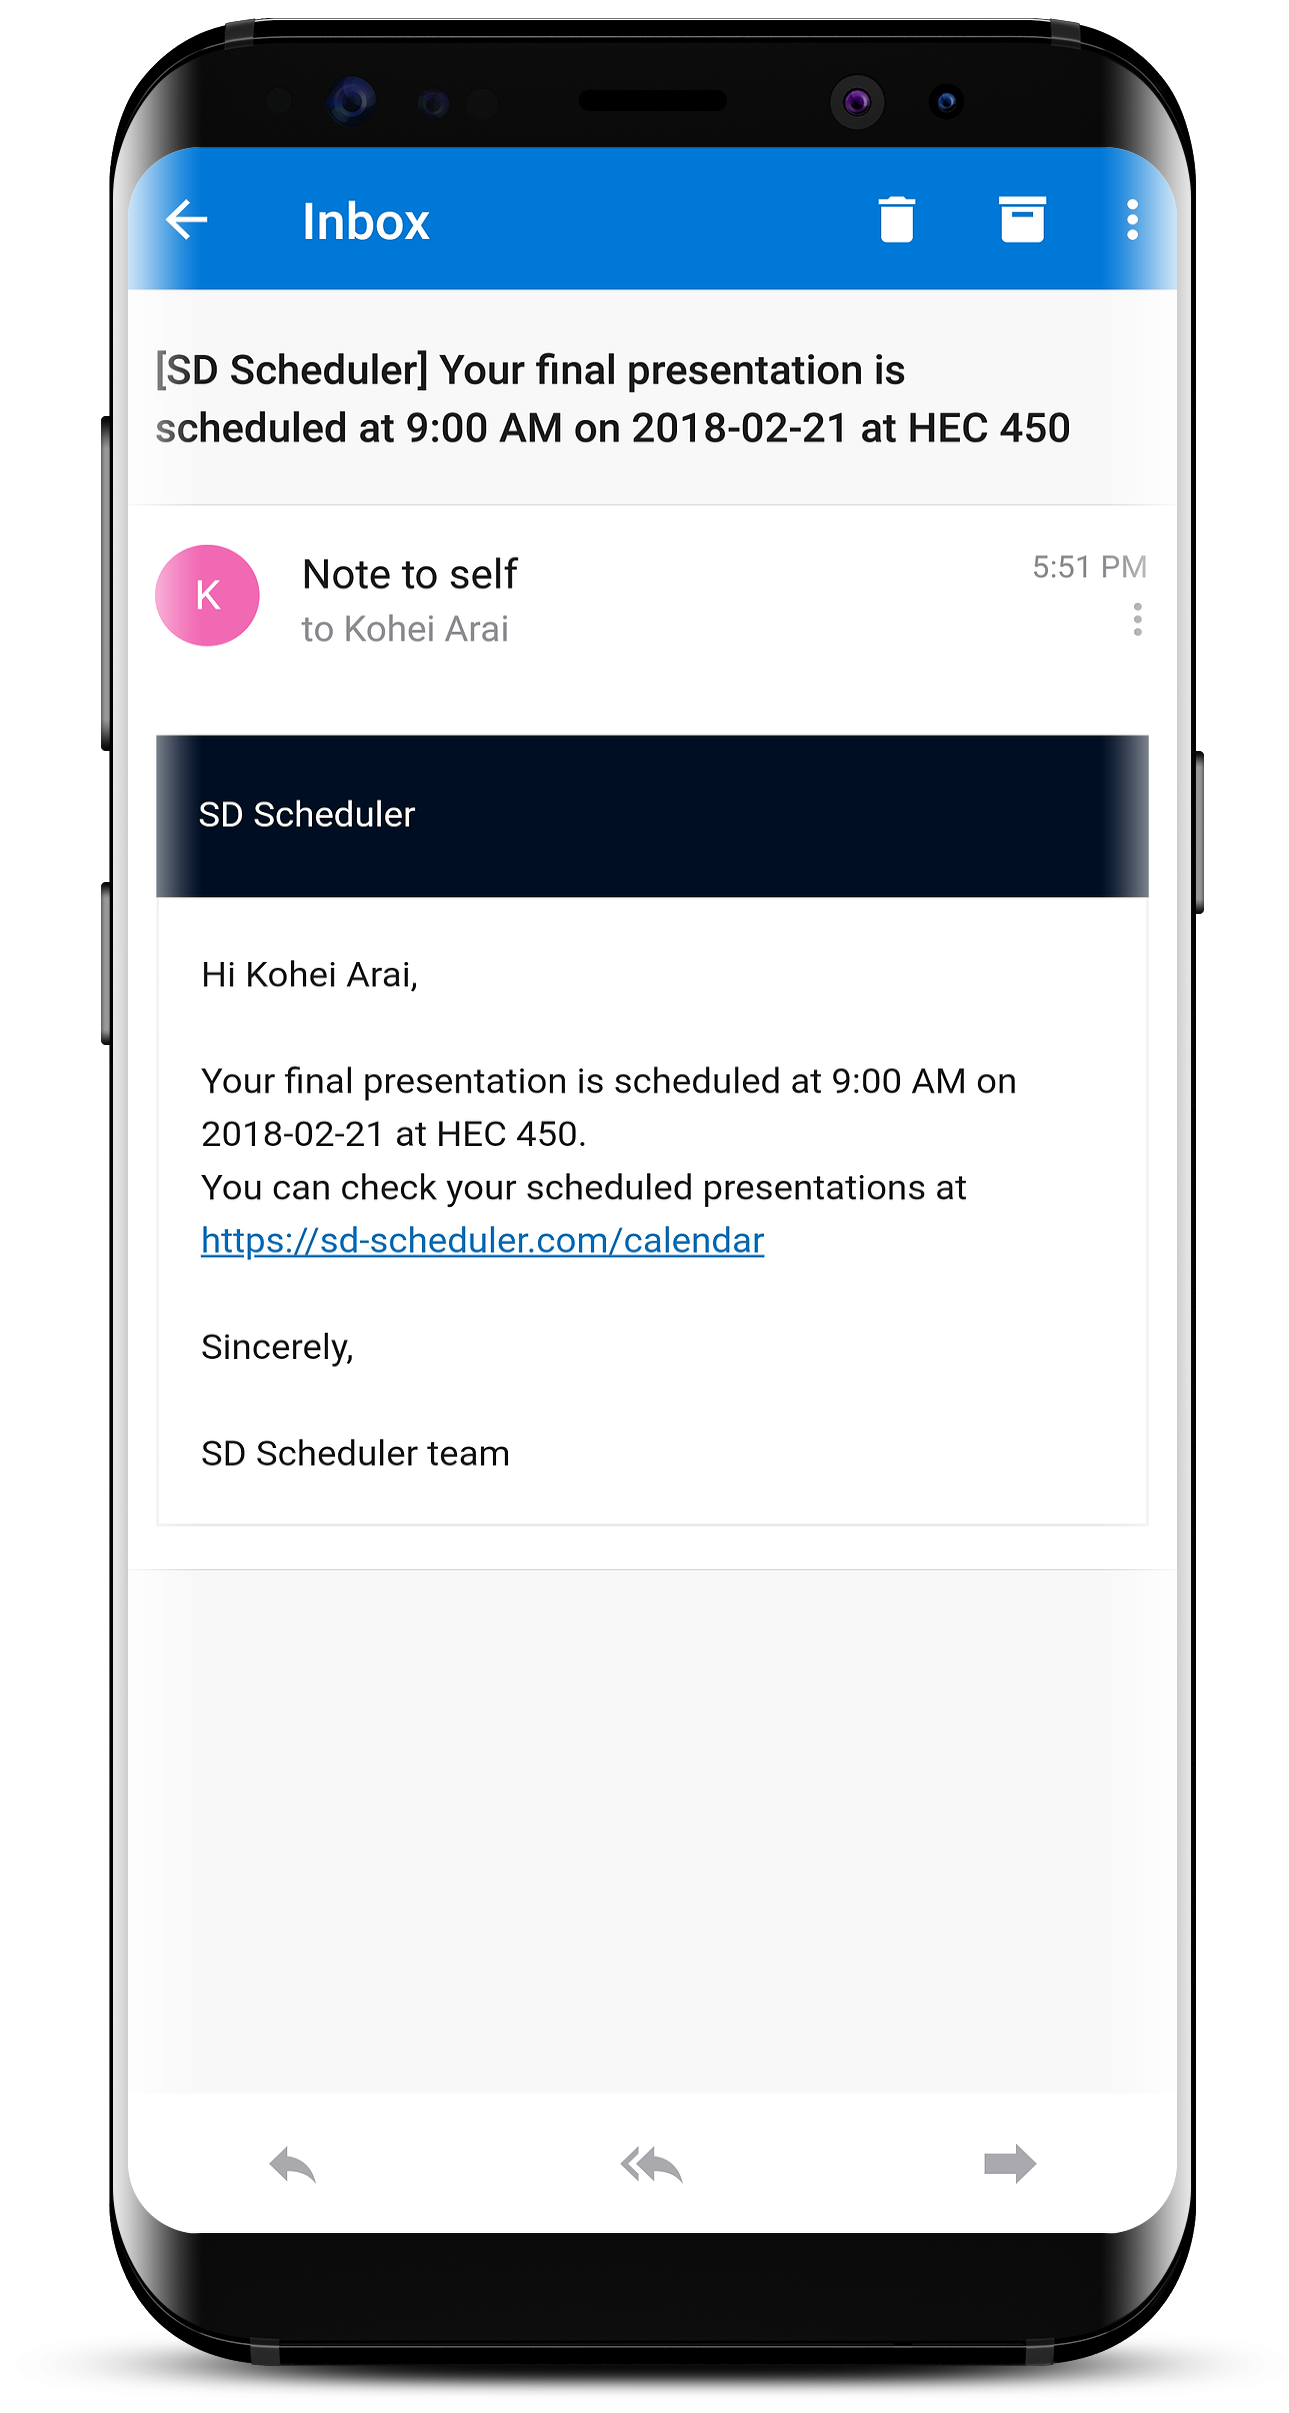 Inbox
[SD Scheduler] Your final presentation is
scheduled at 9:00 AM on 2018-02-21 at HEC 450
K
Note to self
5:51 PM
to Kohei Arai
SD Scheduler
Hi Kohei Arai,
Your final presentation is scheduled at 9:00 AM on
2018-02-21 at HEC 450.
You can check your scheduled presentations at
https://sd-scheduler.com/calendar
Sincerely,
SD Scheduler team